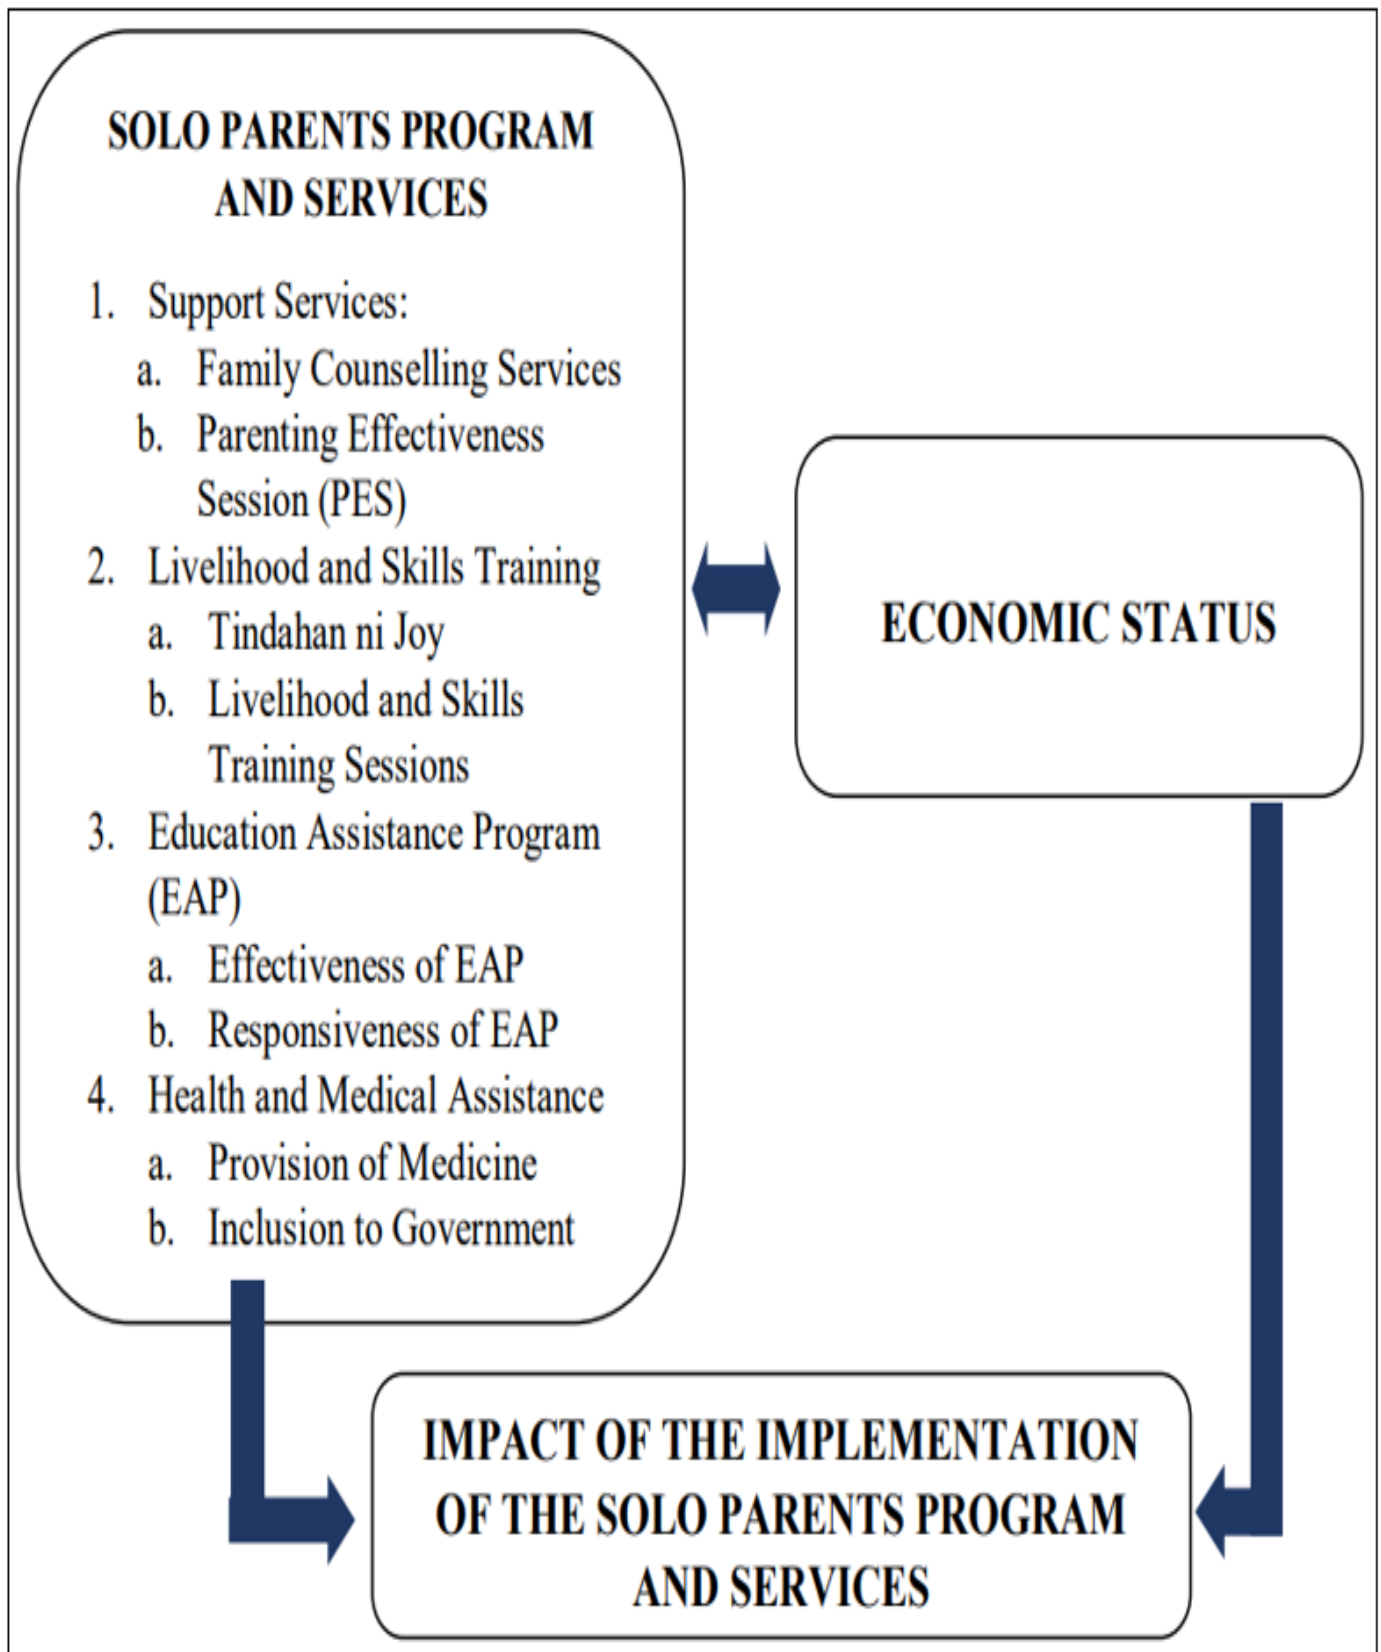 SOLO PARENTS PROGRAM
AND SERVICES
1. Support Services:
a. Family Counselling Services
b. Parenting Effectiveness
Session (PES)
2. Livelihood and Skills Training
a. Tindahan ni Joy
b. Livelihood and Skills
Training Sessions
3. Education Assistance Program
(EAP)
a. Effectiveness of EAP
b. Responsiveness of EAP
4. Health and Medical Assistance
a. Provision of Medicine
b. Inclusion to Government
ECONOMIC STATUS
IMPACT OF THE IMPLEMENTATION
OF THE SOLO PARENTS PROGRAM
AND SERVICES